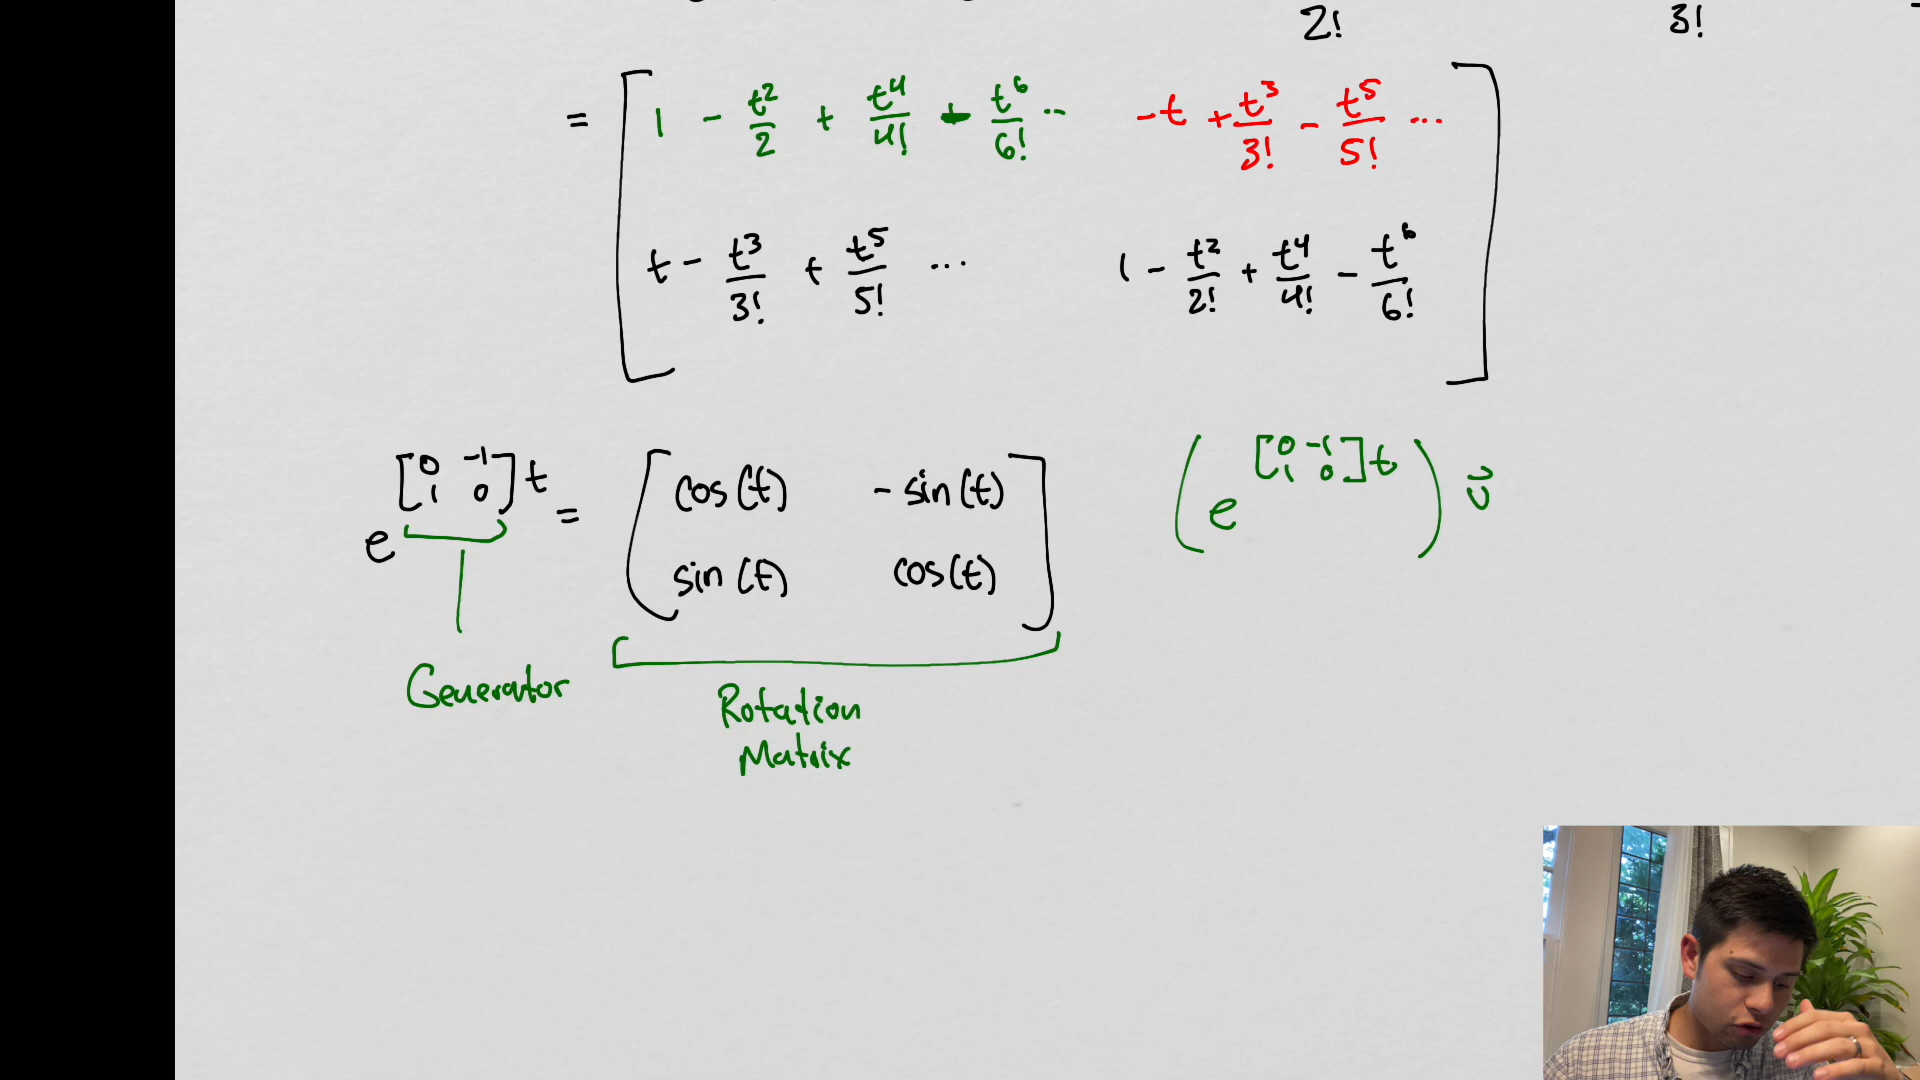 2! 3!
= [ 1 - t²/2 + t⁴/4! - t⁶/6! ·· -t + t³/3! - t⁵/5! ...
t - t³/3! + t⁵/5! ... 1 - t²/2! + t⁴/4! - t⁶/6! ]
e^([0 -1; 1 0]t) = [ cos(t) - sin(t)
sin(t) cos(t) ]
(e^([0 -1; 1 0]t)) v⃗
Generator
Rotation
Matrix